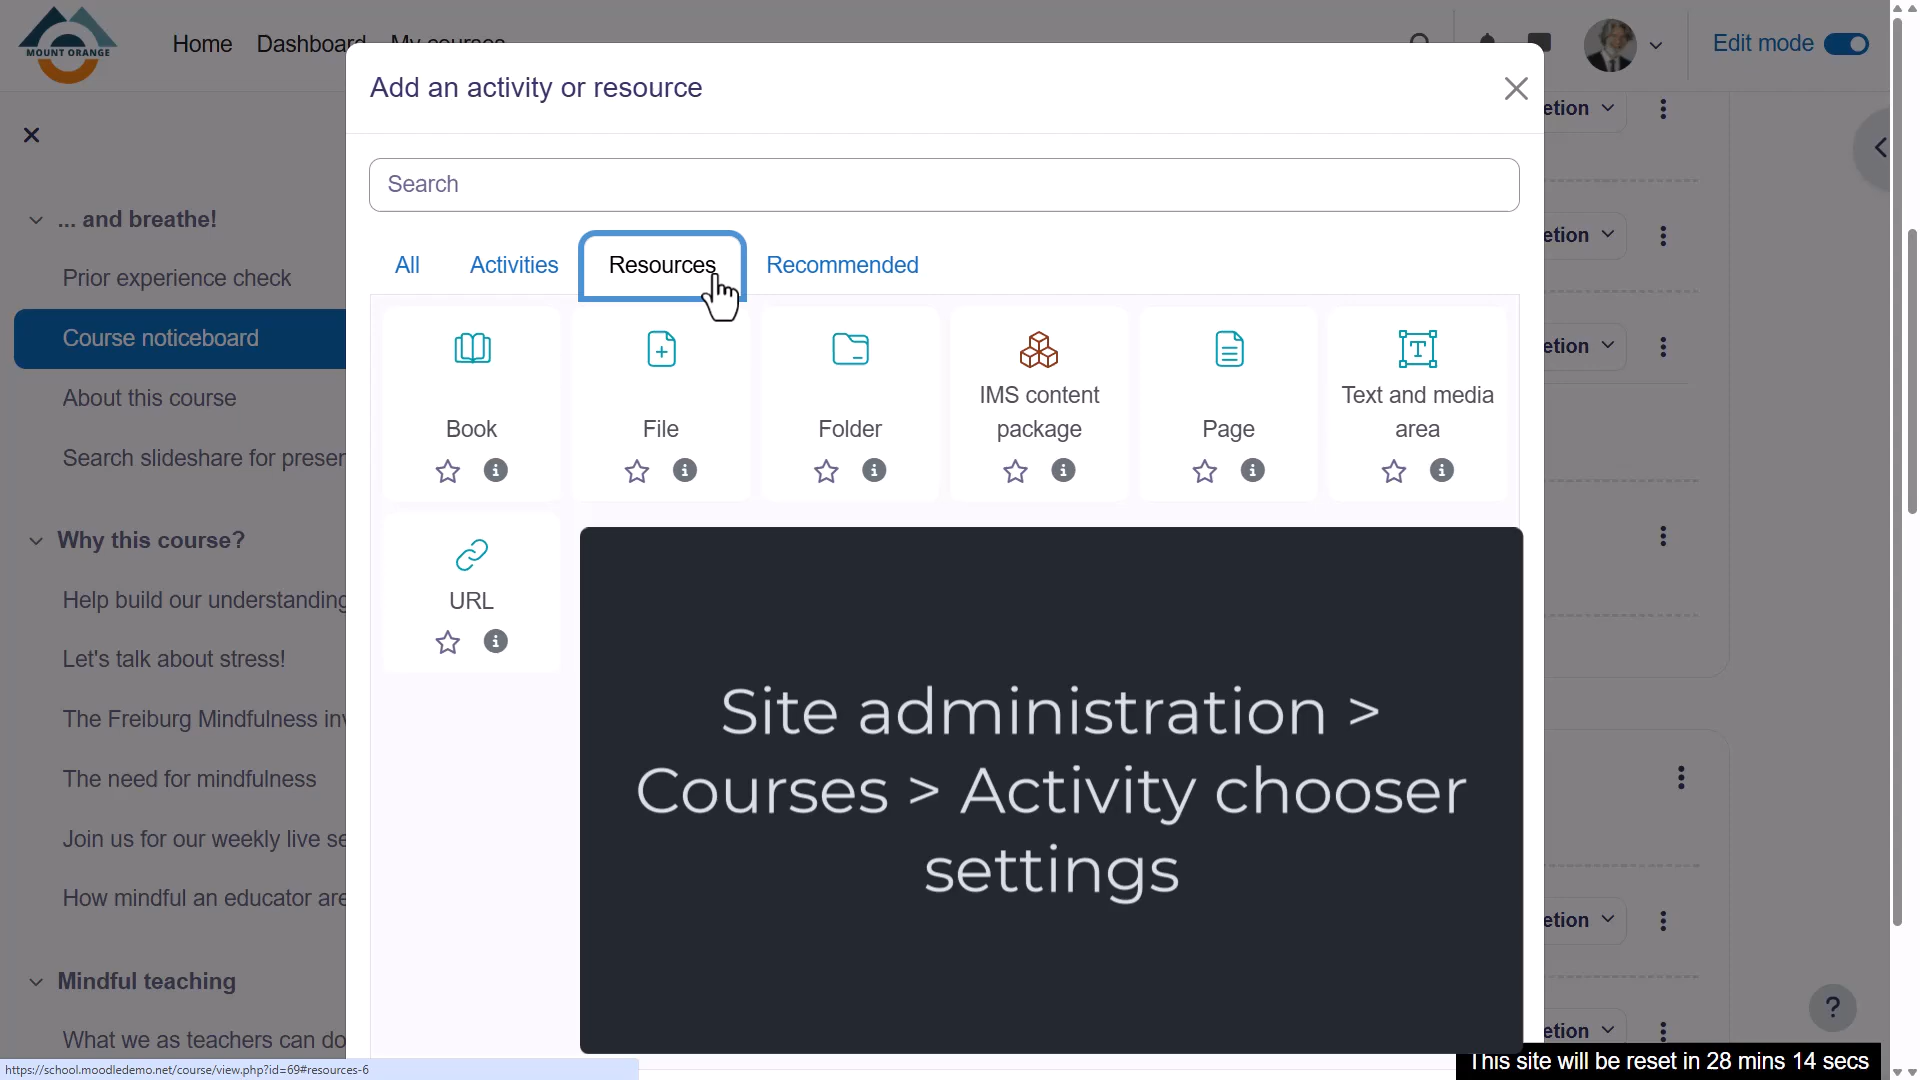 MOUNT ORANGE
Home
Dashboard
My courses
Edit mode
Add an activity or resource
Search
All
Activities
Resources
Recommended
Book
File
Folder
IMS content
package
Page
Text and media
area
URL
Site administration >
Courses > Activity chooser
settings
... and breathe!
Prior experience check
Course noticeboard
About this course
Search slideshare for presen
Why this course?
Help build our understanding
Let's talk about stress!
The Freiburg Mindfulness inv
The need for mindfulness
Join us for our weekly live se
How mindful an educator are
Mindful teaching
What we as teachers can do
etion
etion
etion
etion
etion
?
https://school.moodledemo.net/course/view.php?id=69#resources-6
This site will be reset in 28 mins 14 secs